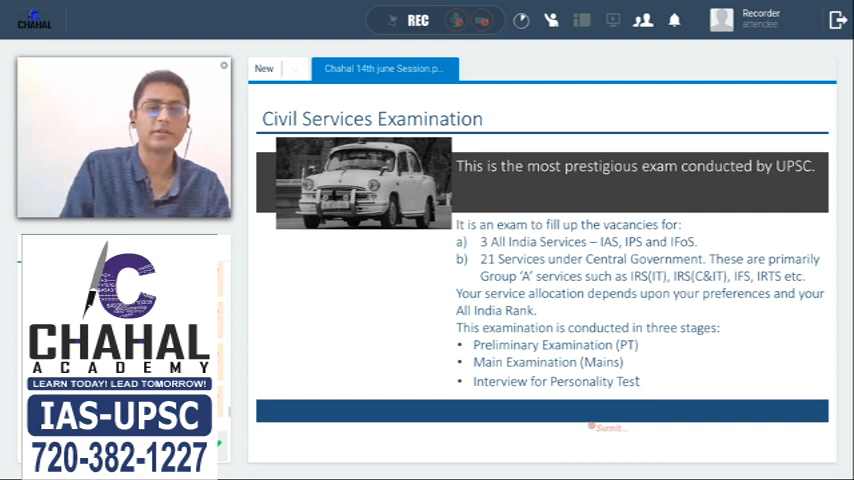 CHAHAL
REC
Recorder
attendee
New
Chahal 14th june Session.p...
Civil Services Examination
This is the most prestigious exam conducted by UPSC.
It is an exam to fill up the vacancies for:
a) 3 All India Services – IAS, IPS and IFoS.
b) 21 Services under Central Government. These are primarily
Group ‘A’ services such as IRS(IT), IRS(C&IT), IFS, IRTS etc.
Your service allocation depends upon your preferences and your
All India Rank.
This examination is conducted in three stages:
• Preliminary Examination (PT)
• Main Examination (Mains)
• Interview for Personality Test
Sumit...
C
CHAHAL
ACADEMY
LEARN TODAY! LEAD TOMORROW!
IAS-UPSC
720-382-1227